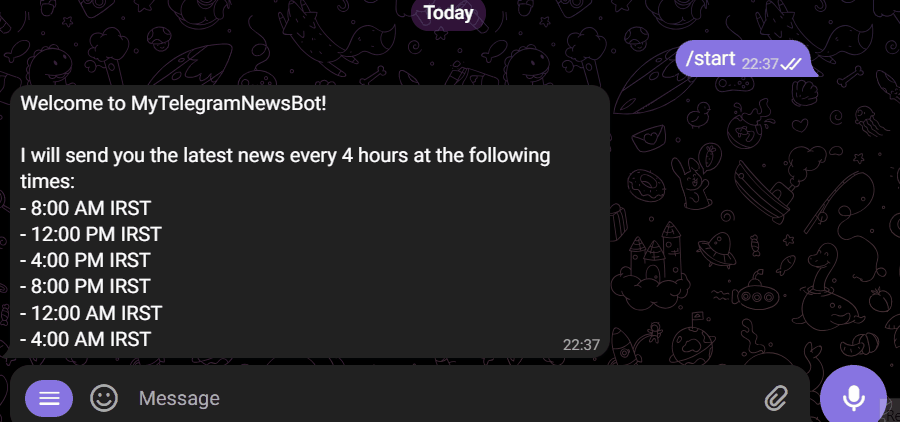 Today
/start 22:37
Welcome to MyTelegramNewsBot!
I will send you the latest news every 4 hours at the following
times:
- 8:00 AM IRST
- 12:00 PM IRST
- 4:00 PM IRST
- 8:00 PM IRST
- 12:00 AM IRST
- 4:00 AM IRST
22:37
Message